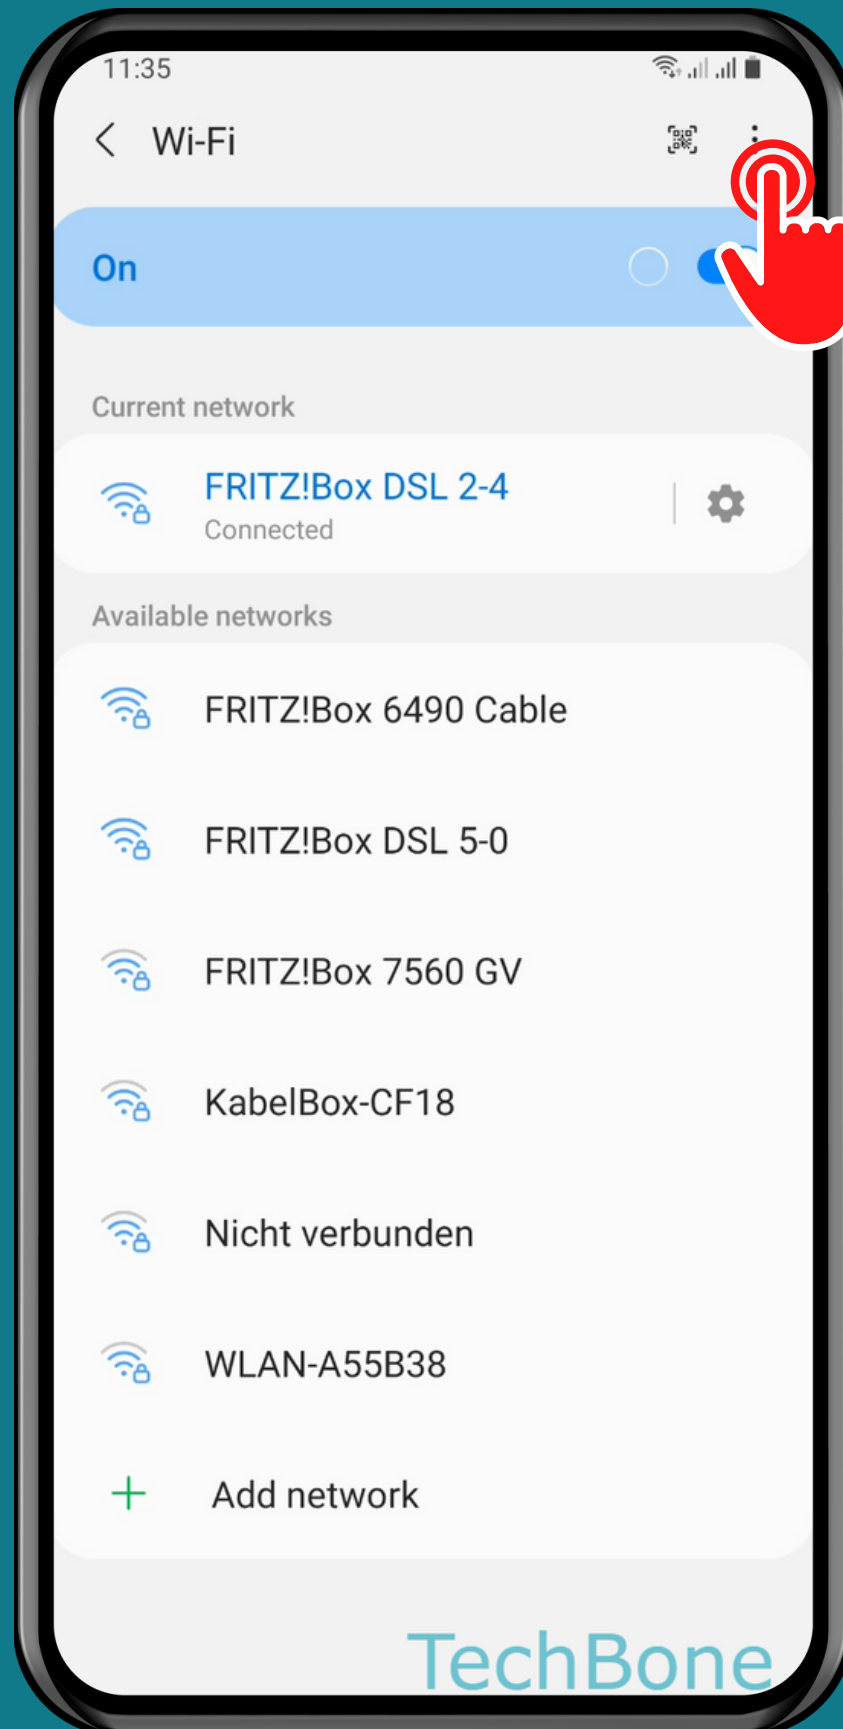 11:35
Wi-Fi
On
Current network
FRITZ!Box DSL 2-4
Connected
Available networks
FRITZ!Box 6490 Cable
FRITZ!Box DSL 5-0
FRITZ!Box 7560 GV
KabelBox-CF18
Nicht verbunden
WLAN-A55B38
Add network
TechBone